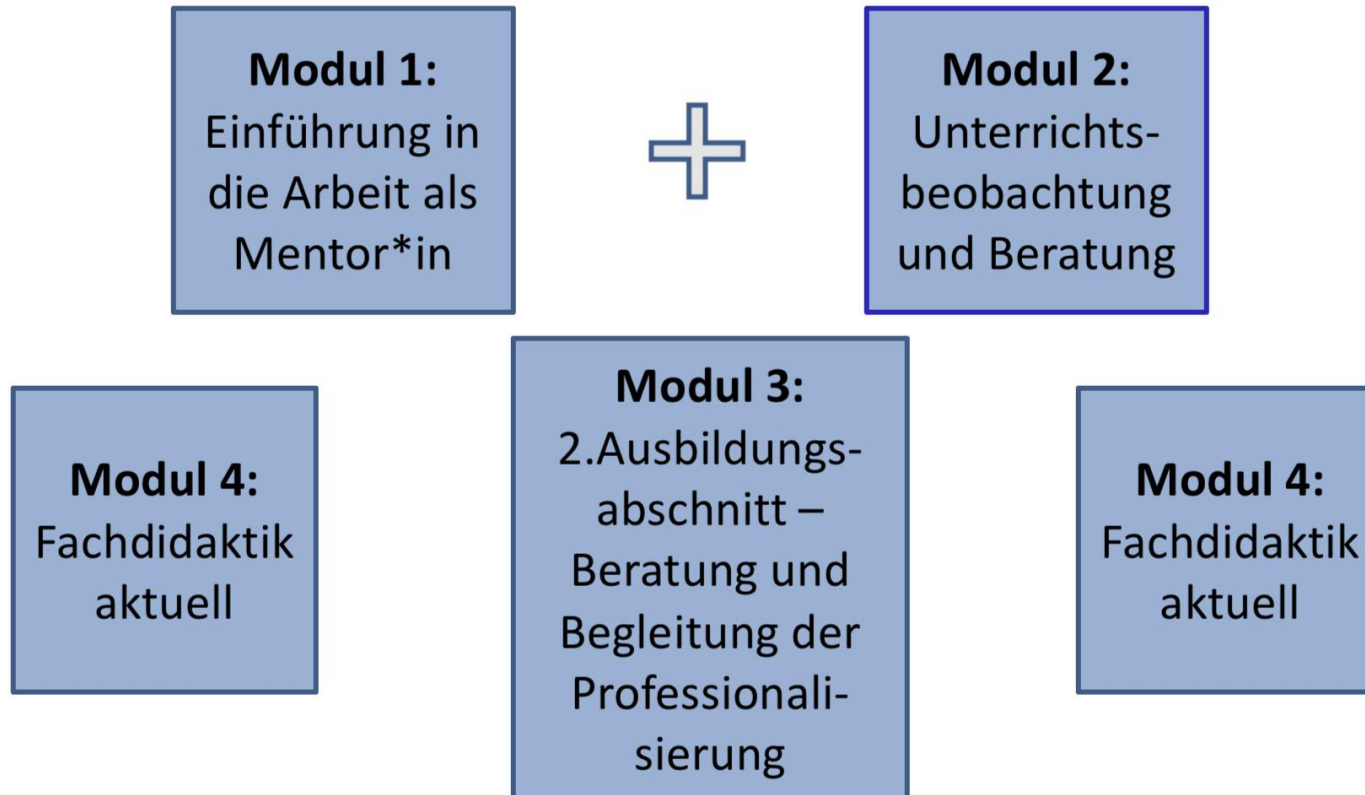 Modul 1:
Einführung in
die Arbeit als
Mentor*in
Modul 2:
Unterrichts-
beobachtung
und Beratung
Modul 4:
Fachdidaktik
aktuell
Modul 3:
2.Ausbildungs-
abschnitt –
Beratung und
Begleitung der
Professionali-
sierung
Modul 4:
Fachdidaktik
aktuell